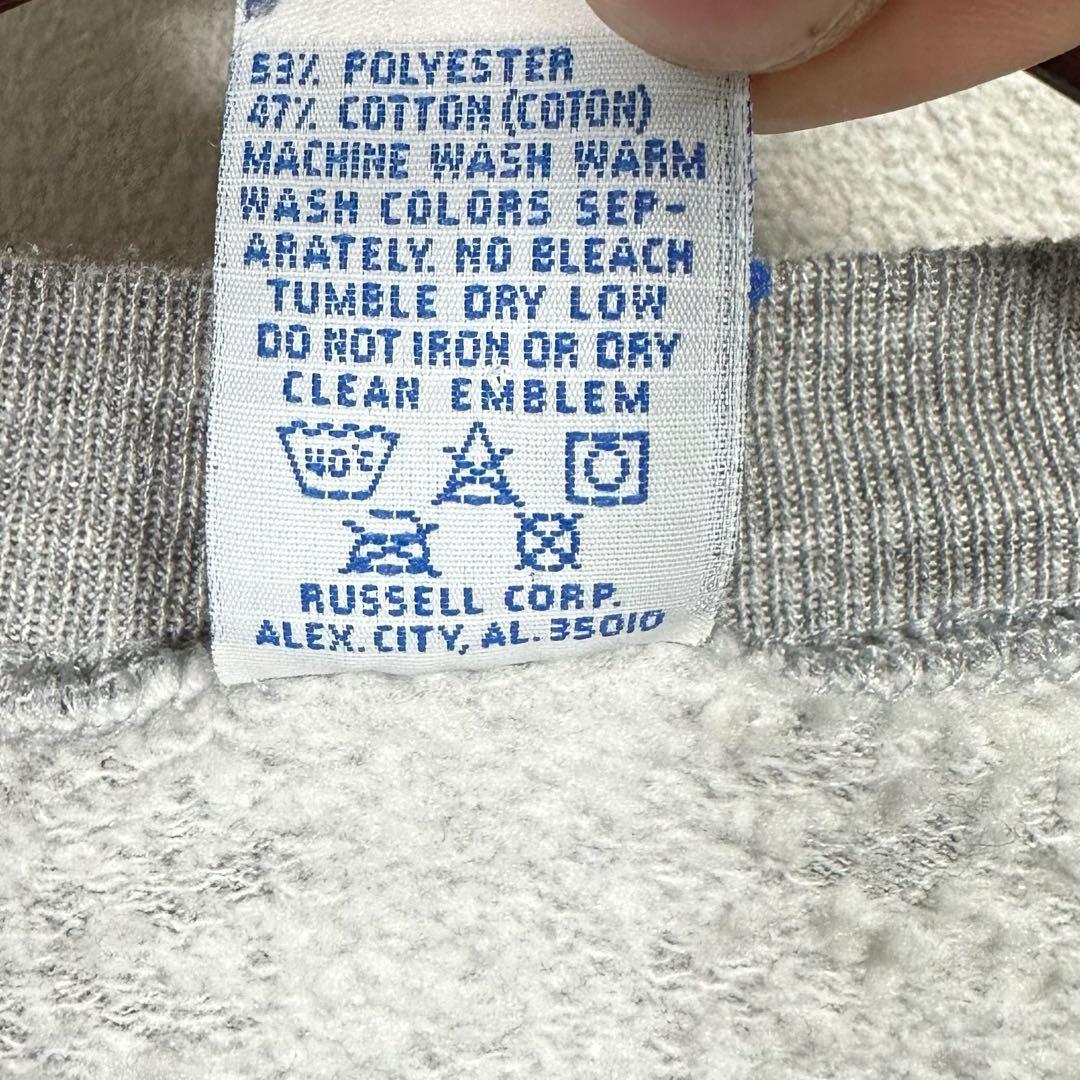 53% POLYESTER
47% COTTON (COTON)
MACHINE WASH WARM
WASH COLORS SEP-
ARATELY. NO BLEACH
TUMBLE DRY LOW
DO NOT IRON OR DRY
CLEAN EMBLEM
40°C
RUSSELL CORP.
ALEX. CITY, AL. 35010